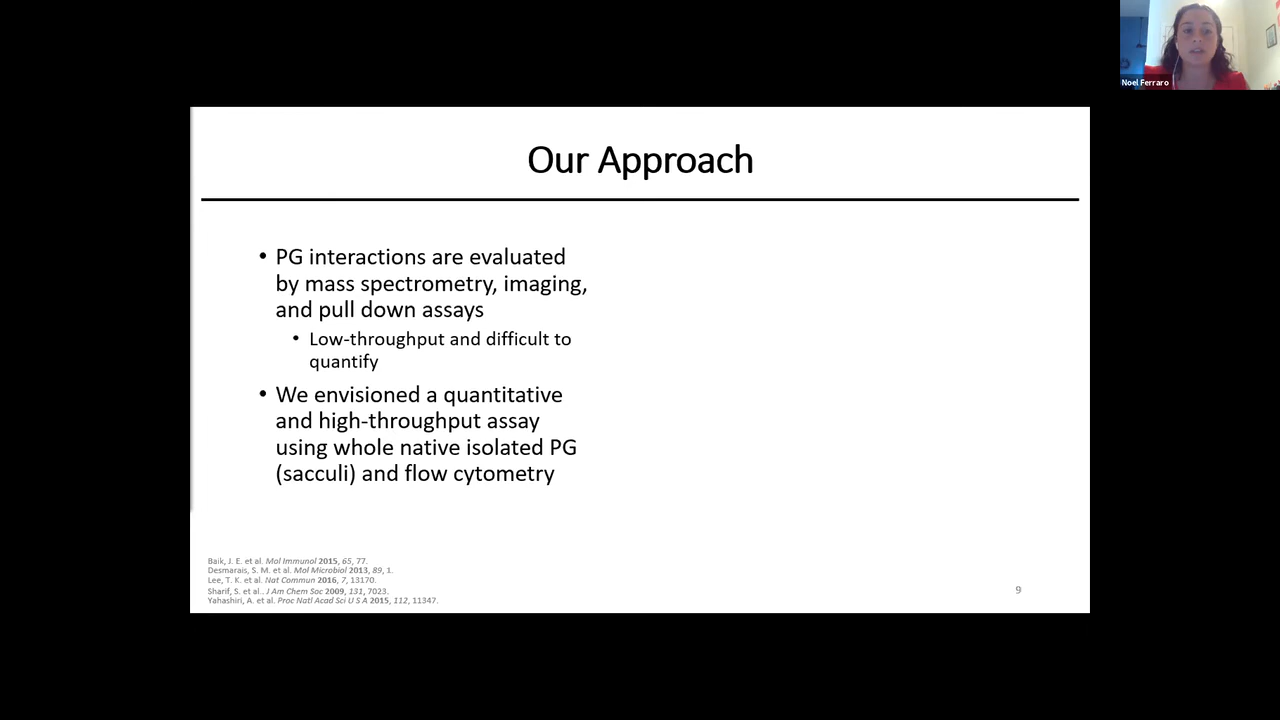 Noel Ferraro
Our Approach
• PG interactions are evaluated
by mass spectrometry, imaging,
and pull down assays
• Low-throughput and difficult to
quantify
• We envisioned a quantitative
and high-throughput assay
using whole native isolated PG
(sacculi) and flow cytometry
Baik, J. E. et al. Mol Immunol 2015, 65, 77.
Desmarais, S. M. et al. Mol Microbiol 2013, 89, 1.
Lee, T. K. et al. Nat Commun 2016, 7, 13170.
Sharif, S. et al.. J Am Chem Soc 2009, 131, 7023.
Yahashiri, A. et al. Proc Natl Acad Sci U S A 2015, 112, 11347.
9